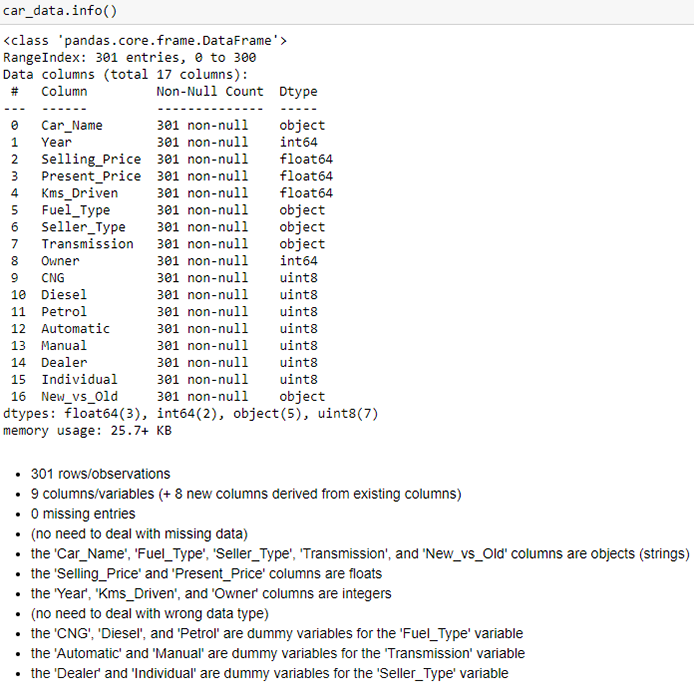 car_data.info()
<class 'pandas.core.frame.DataFrame'>
RangeIndex: 301 entries, 0 to 300
Data columns (total 17 columns):
 #   Column         Non-Null Count  Dtype
---  ------         --------------  -----
 0   Car_Name       301 non-null    object
 1   Year           301 non-null    int64
 2   Selling_Price  301 non-null    float64
 3   Present_Price  301 non-null    float64
 4   Kms_Driven     301 non-null    float64
 5   Fuel_Type      301 non-null    object
 6   Seller_Type    301 non-null    object
 7   Transmission   301 non-null    object
 8   Owner          301 non-null    int64
 9   CNG            301 non-null    uint8
 10  Diesel         301 non-null    uint8
 11  Petrol         301 non-null    uint8
 12  Automatic      301 non-null    uint8
 13  Manual         301 non-null    uint8
 14  Dealer         301 non-null    uint8
 15  Individual     301 non-null    uint8
 16  New_vs_Old     301 non-null    object
dtypes: float64(3), int64(2), object(5), uint8(7)
memory usage: 25.7+ KB
• 301 rows/observations
• 9 columns/variables (+ 8 new columns derived from existing columns)
• 0 missing entries
• (no need to deal with missing data)
• the 'Car_Name', 'Fuel_Type', 'Seller_Type', 'Transmission', and 'New_vs_Old' columns are objects (strings)
• the 'Selling_Price' and 'Present_Price' columns are floats
• the 'Year', 'Kms_Driven', and 'Owner' columns are integers
• (no need to deal with wrong data type)
• the 'CNG', 'Diesel', and 'Petrol' are dummy variables for the 'Fuel_Type' variable
• the 'Automatic' and 'Manual' are dummy variables for the 'Transmission' variable
• the 'Dealer' and 'Individual' are dummy variables for the 'Seller_Type' variable